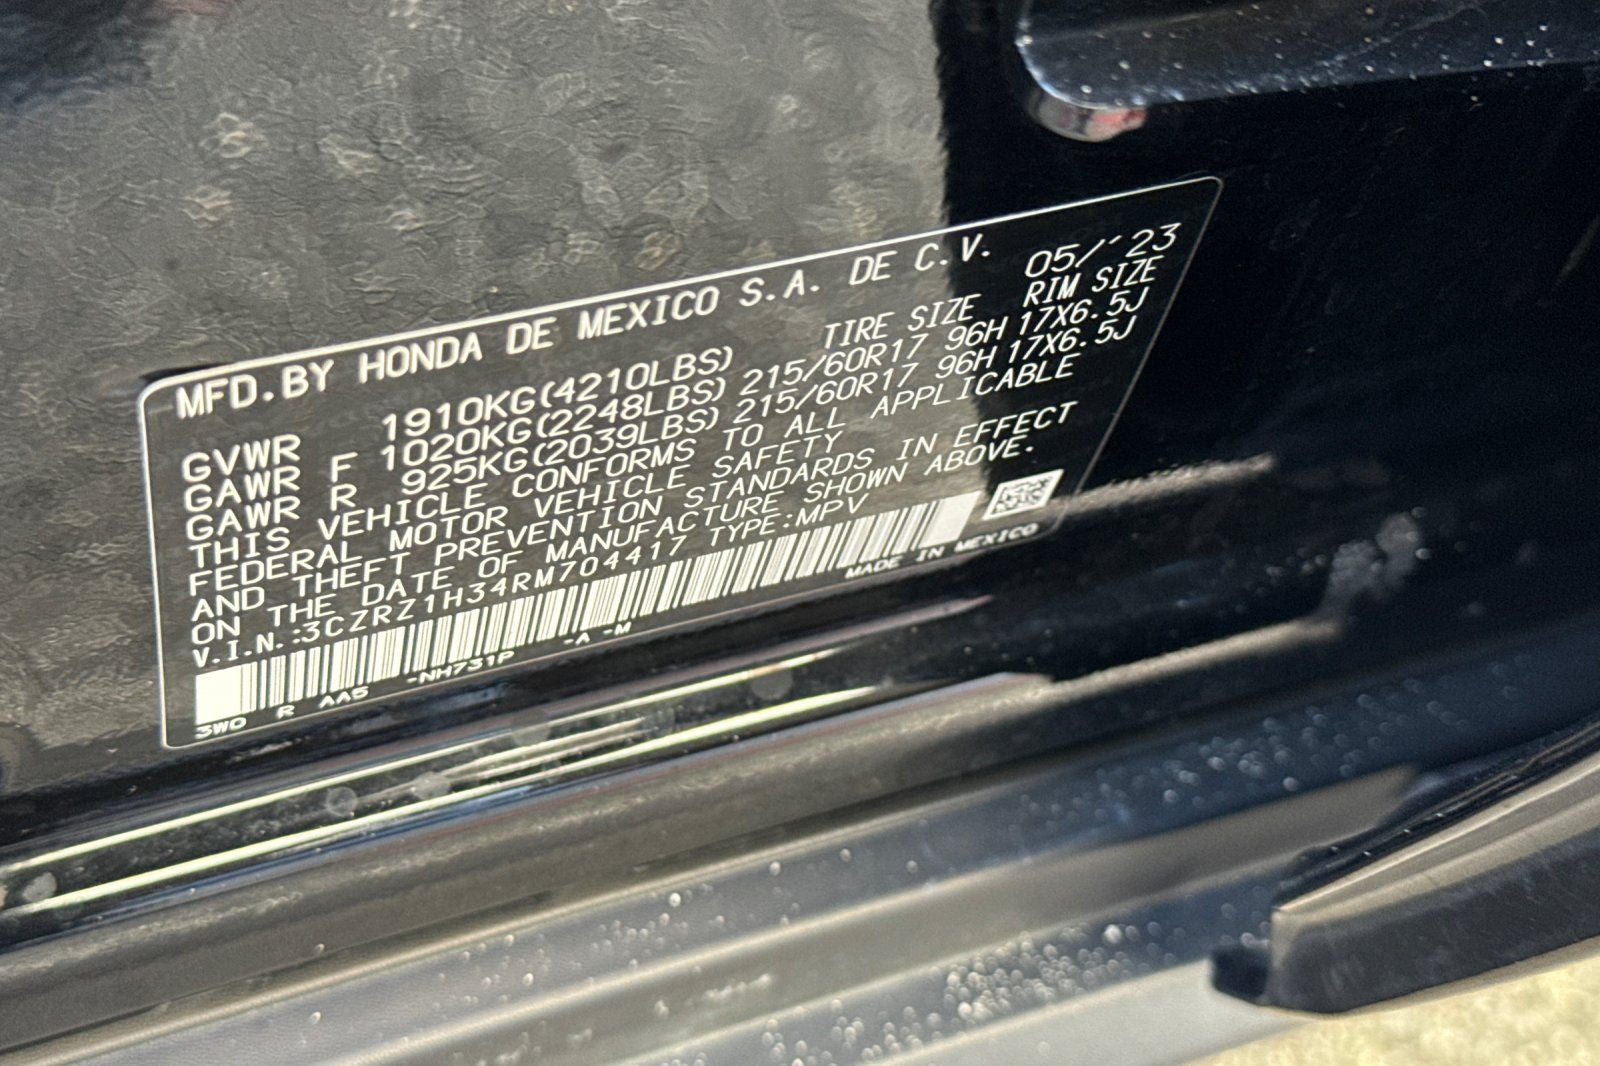 MFD.BY HONDA DE MEXICO S.A. DE C.V. 05/'23
TIRE SIZE RIM SIZE
GVWR 1910KG(4210LBS)
GAWR F 1020KG(2248LBS) 215/60R17 96H 17X6.5J
GAWR R 925KG(2039LBS) 215/60R17 96H 17X6.5J
THIS VEHICLE CONFORMS TO ALL APPLICABLE
FEDERAL MOTOR VEHICLE SAFETY
AND THEFT PREVENTION STANDARDS IN EFFECT
ON THE DATE OF MANUFACTURE SHOWN ABOVE.
V.I.N.:3CZRZ1H34RM704417 TYPE:MPV
MADE IN MEXICO
3W0 R AA5 -NH731P -A -M